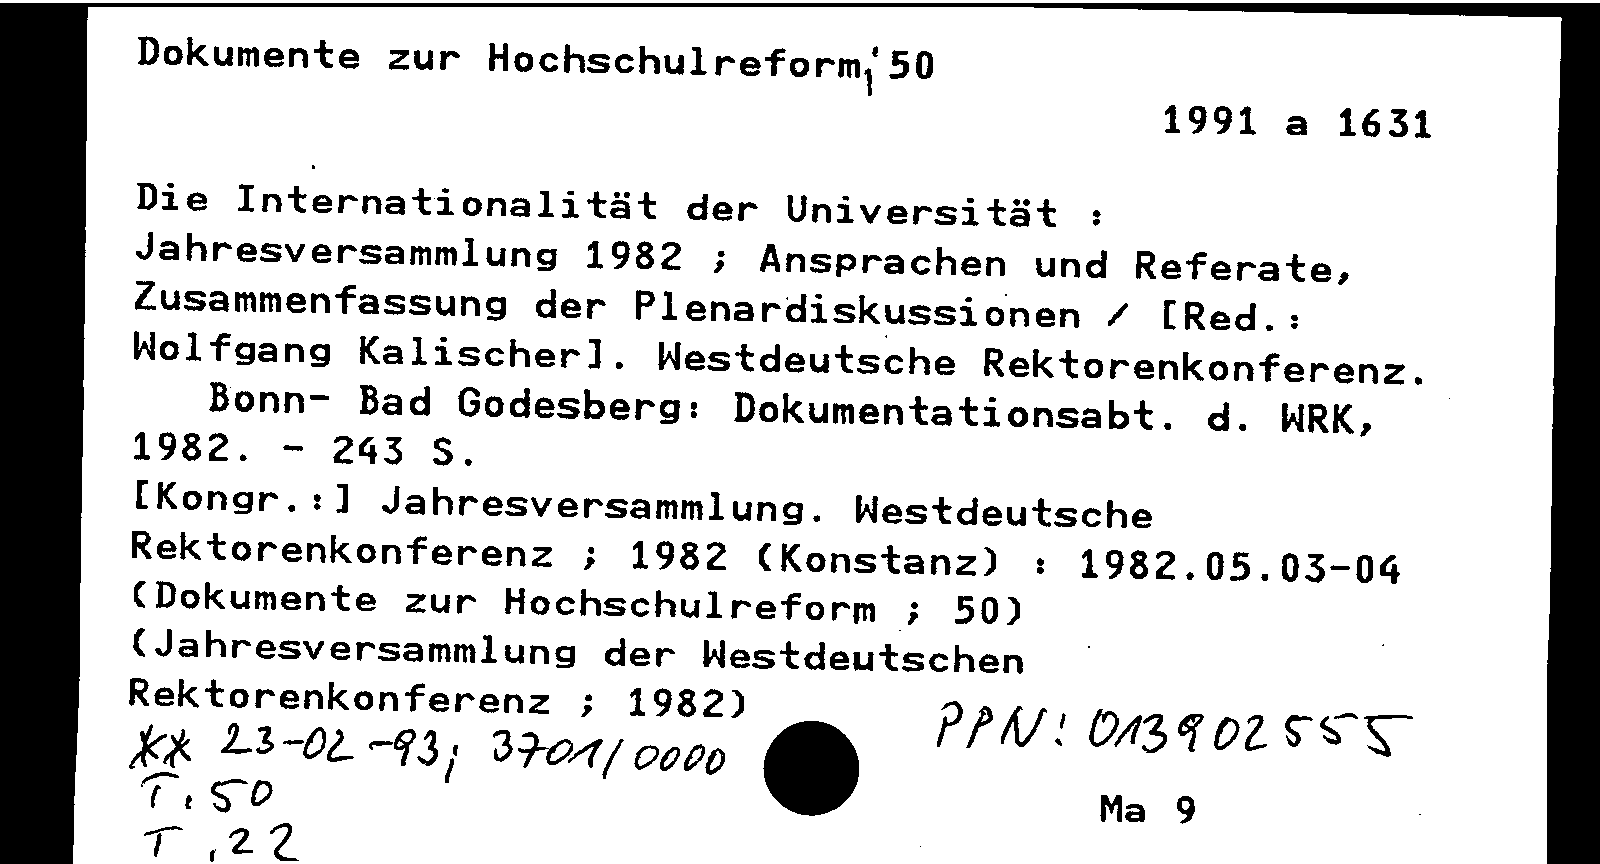 Dokumente zur Hochschulreform,'50
1991 a 1631
Die Internationalität der Universität :
Jahresversammlung 1982 ; Ansprachen und Referate,
Zusammenfassung der Plenardiskussionen / [Red.:
Wolfgang Kalischer]. Westdeutsche Rektorenkonferenz.
Bonn- Bad Godesberg: Dokumentationsabt. d. WRK,
1982. - 243 S.
[Kongr.:] Jahresversammlung. Westdeutsche
Rektorenkonferenz ; 1982 (Konstanz) : 1982.05.03-04
(Dokumente zur Hochschulreform ; 50)
(Jahresversammlung der Westdeutschen
Rektorenkonferenz ; 1982)
** 23-02-93; 3701/0000
PPN: 013902555
T. 50
Ma 9
T .22